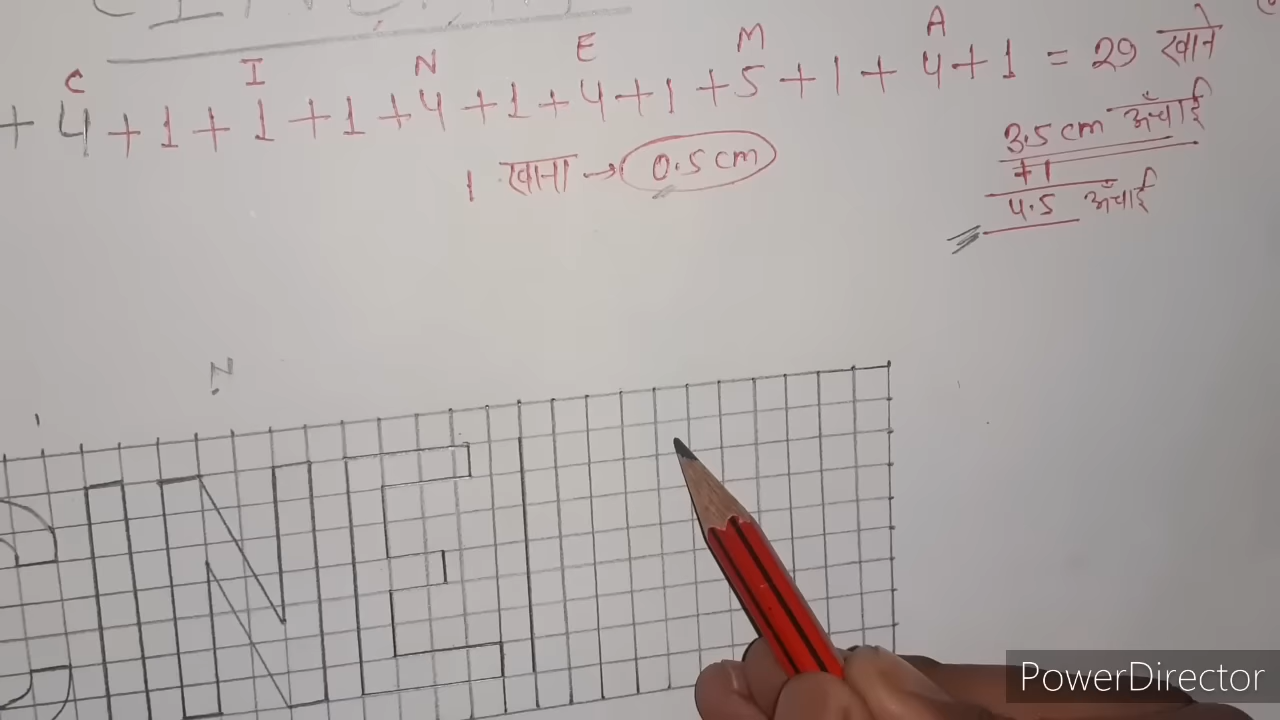 C I N E M A
+ 4 + 1 + 1 + 1 + 4 + 1 + 4 + 1 + 5 + 1 + 4 + 1 = 29 खाने
1 खाना → 0.5 cm
3.5 cm ऊँचाई
+1
4.5 ऊँचाई
N
I N E
PowerDirector